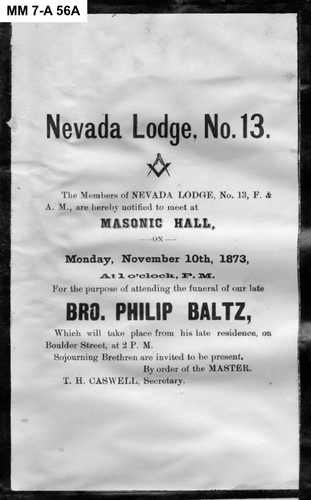 MM 7-A 56A
Nevada Lodge, No. 13.
The Members of NEVADA LODGE, No. 13, F. &
A. M., are hereby notified to meet at
MASONIC HALL,
—ON—
Monday, November 10th, 1873,
At 1 o'clock, P. M.
For the purpose of attending the funeral of our late
BRO. PHILIP BALTZ,
Which will take place from his late residence, on
Boulder Street, at 2 P. M.
Sojourning Brethren are invited to be present.
By order of the MASTER.
T. H. CASWELL, Secretary.